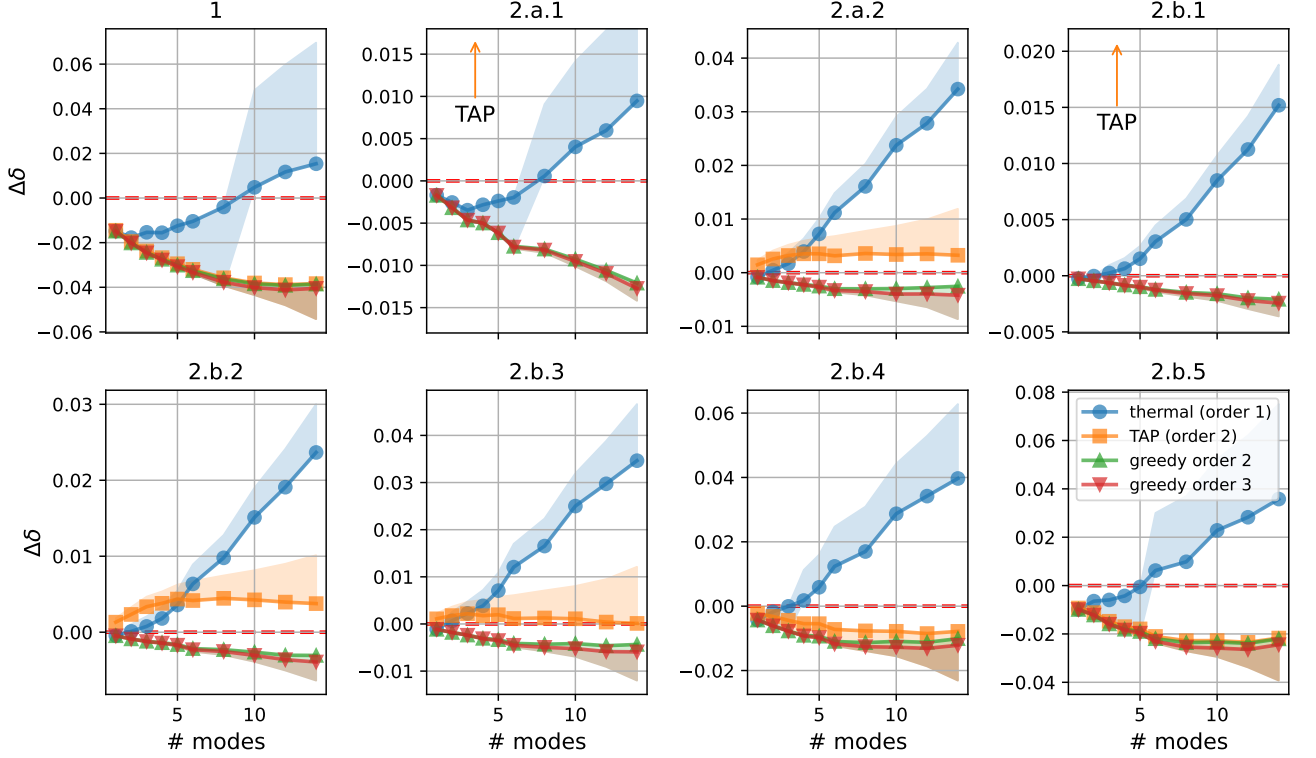 1
2.a.1
2.a.2
2.b.1
Δδ
0.06
0.04
0.02
0.00
−0.02
−0.04
−0.06
0.015
0.010
0.005
0.000
−0.005
−0.010
−0.015
TAP
0.04
0.02
0.00
−0.01
0.020
0.015
0.010
0.005
0.000
−0.005
TAP
2.b.2
2.b.3
2.b.4
2.b.5
Δδ
0.03
0.02
0.01
0.00
5
10
# modes
0.04
0.03
0.02
0.01
0.00
−0.01
5
10
# modes
0.06
0.04
0.02
0.00
−0.02
5
10
# modes
0.08
0.06
0.04
0.02
0.00
−0.02
−0.04
5
10
# modes
thermal (order 1)
TAP (order 2)
greedy order 2
greedy order 3